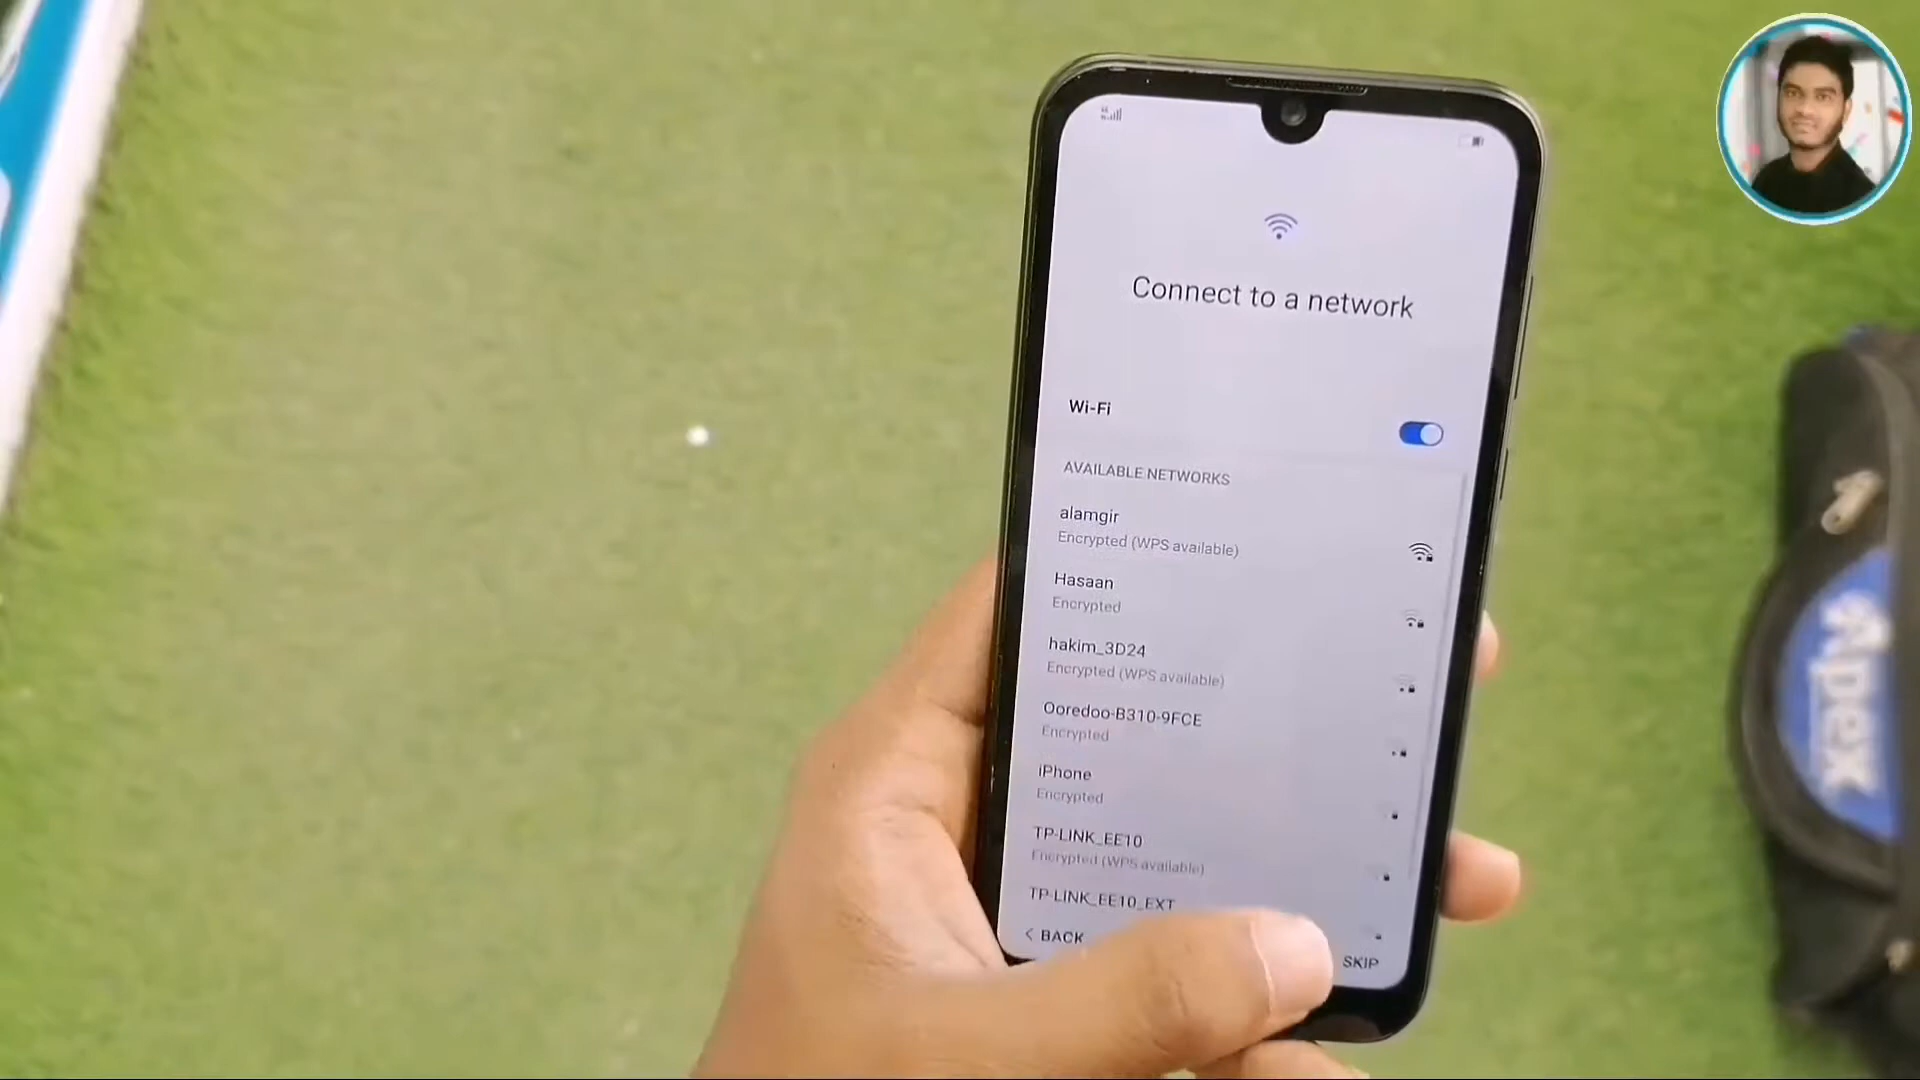 Connect to a network
Wi-Fi
AVAILABLE NETWORKS
alamgir
Encrypted (WPS available)
Hasaan
Encrypted
hakim_3D24
Encrypted (WPS available)
Ooredoo-B310-9FCE
Encrypted
iPhone
Encrypted
TP-LINK_EE10
Encrypted (WPS available)
TP-LINK_EE10_EXT
< BACK
SKIP
Apex